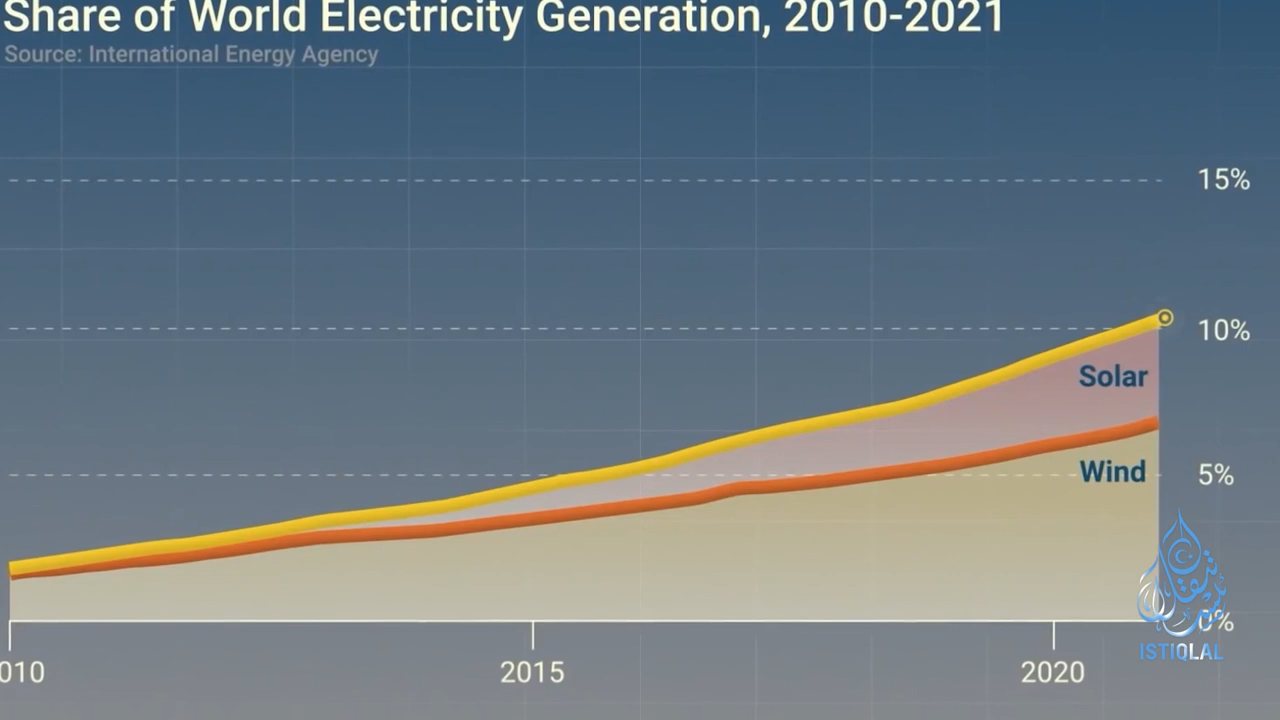 Share of World Electricity Generation, 2010-2021
Source: International Energy Agency
15%
10%
Solar
5%
Wind
0%
010
2015
2020
ISTIQLAL